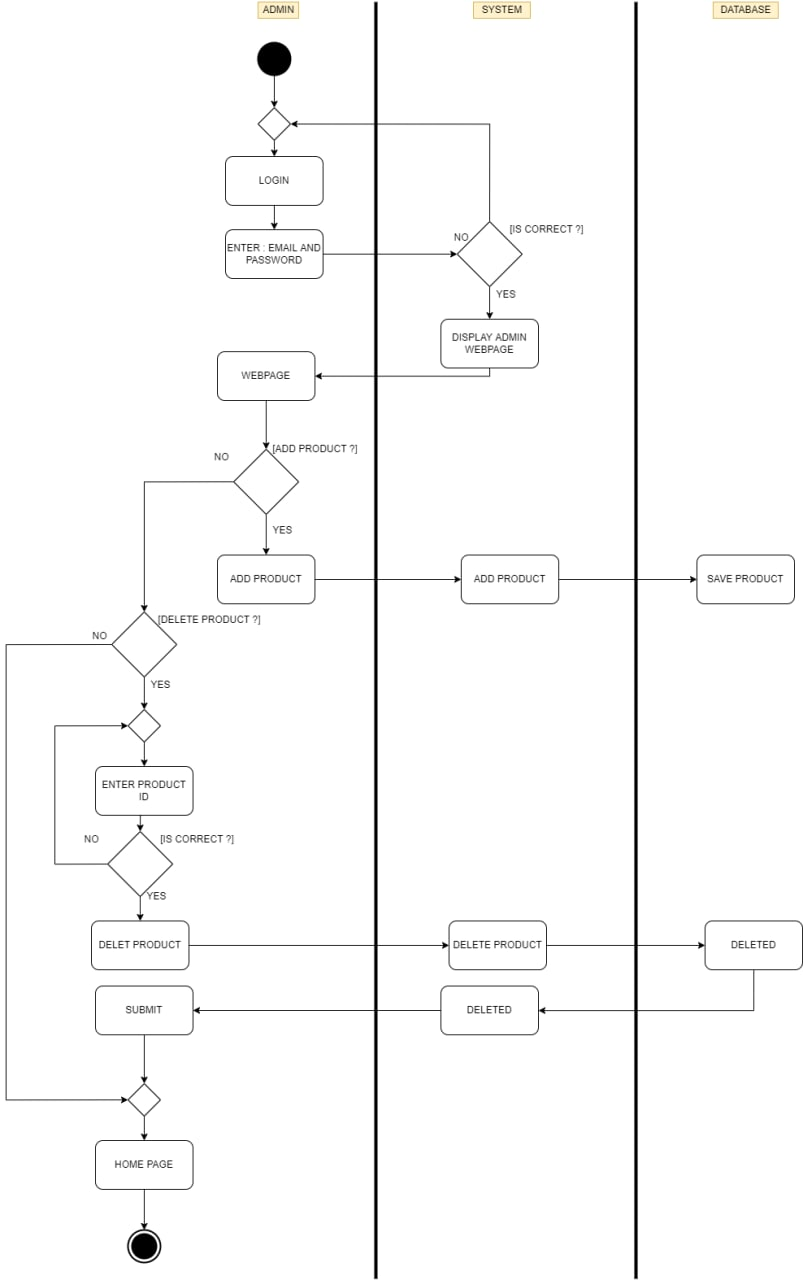 ADMIN
SYSTEM
DATABASE
LOGIN
[IS CORRECT ?]
NO
ENTER : EMAIL AND
PASSWORD
YES
DISPLAY ADMIN
WEBPAGE
WEBPAGE
[ADD PRODUCT ?]
NO
YES
ADD PRODUCT
ADD PRODUCT
SAVE PRODUCT
[DELETE PRODUCT ?]
NO
YES
ENTER PRODUCT
ID
NO
[IS CORRECT ?]
YES
DELET PRODUCT
DELETE PRODUCT
DELETED
SUBMIT
DELETED
HOME PAGE